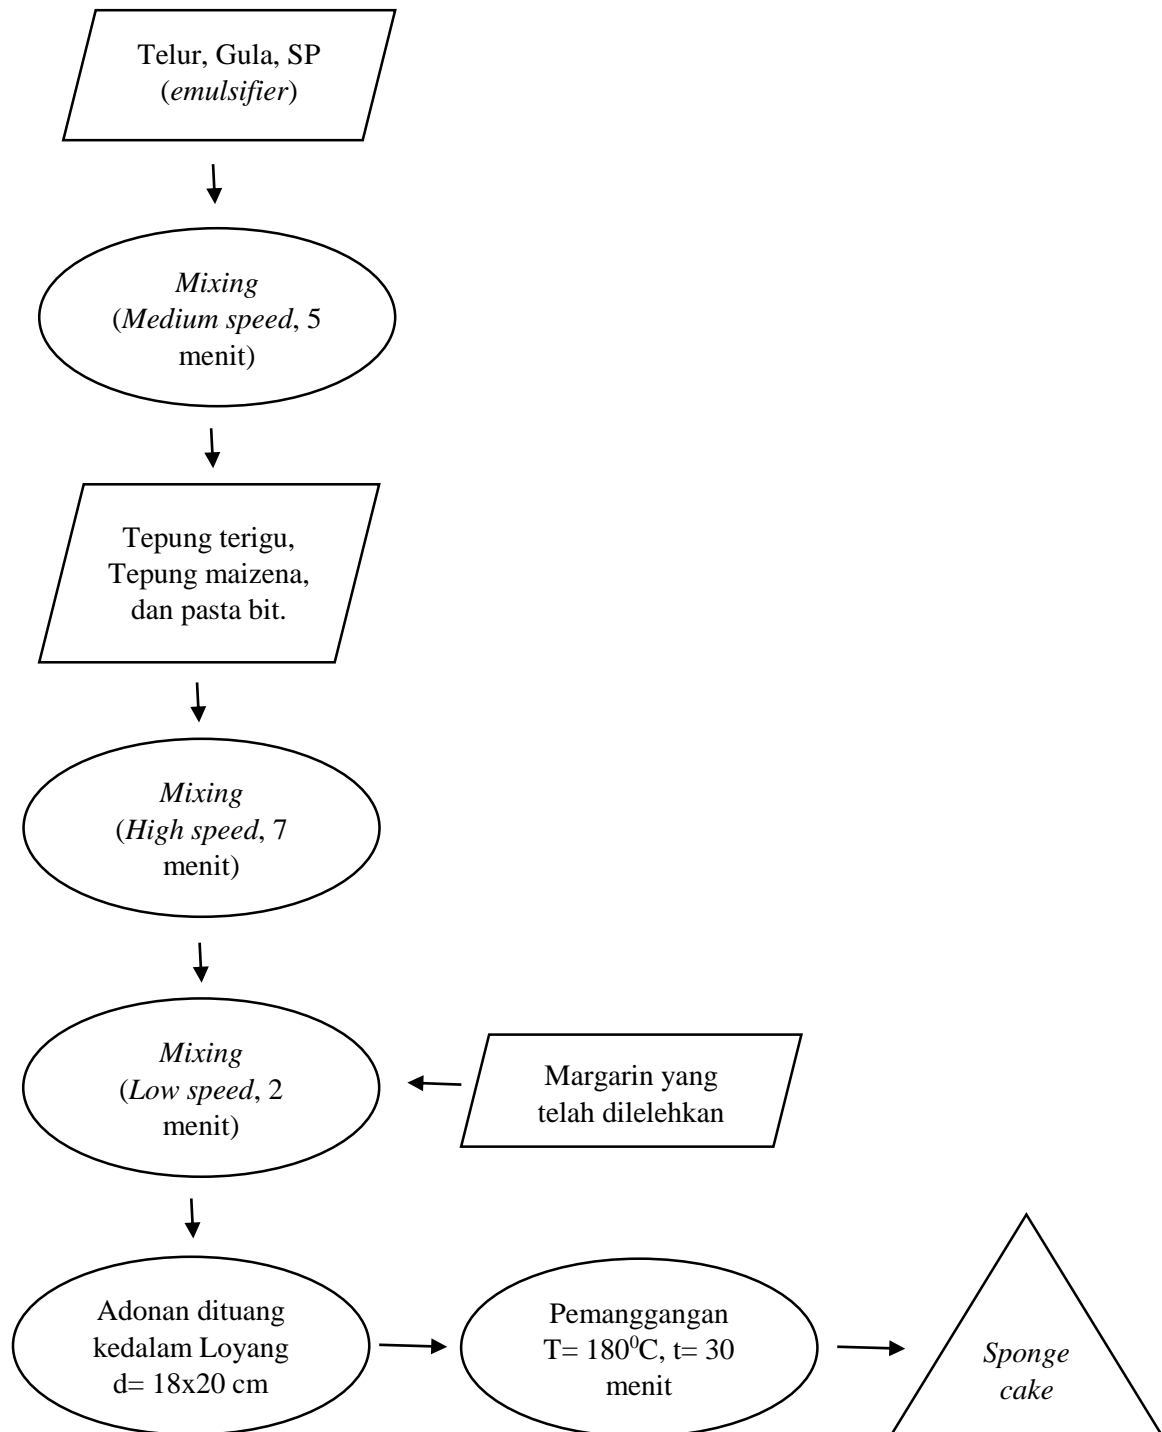 Telur, Gula, SP
(emulsifier)
Mixing
(Medium speed, 5
menit)
Tepung terigu,
Tepung maizena,
dan pasta bit.
Mixing
(High speed, 7
menit)
Mixing
(Low speed, 2
menit)
Margarin yang
telah dilelehkan
Adonan dituang
kedalam Loyang
d= 18x20 cm
Pemanggangan
T= 180⁰C, t= 30
menit
Sponge
cake